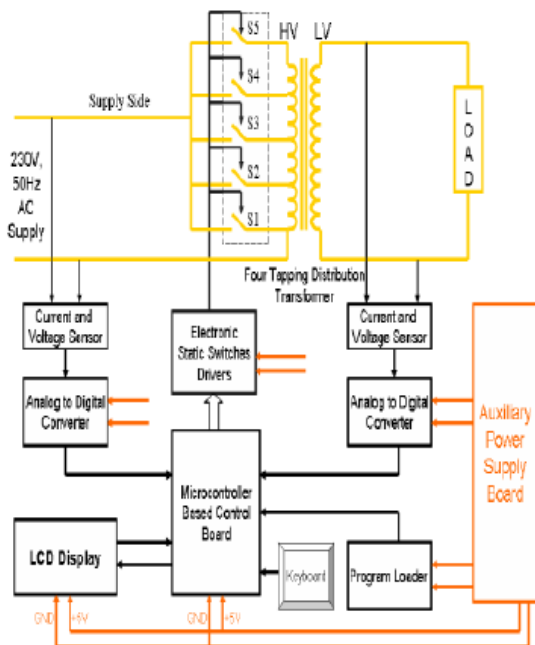 S5
HV
LV
S4
Supply Side
S3
LOAD
230V,
50Hz
AC
Supply
S2
S1
Four Tapping Distribution
Transformer
Current and
Voltage Sensor
Electronic
Static Switches
Drivers
Current and
Voltage Sensor
Analog to Digital
Converter
Analog to Digital
Converter
Auxiliary
Power
Supply
Board
Microcontroller
Based Control
Board
LCD Display
Keyboard
Program Loader
GND
+5V
GND
+5V